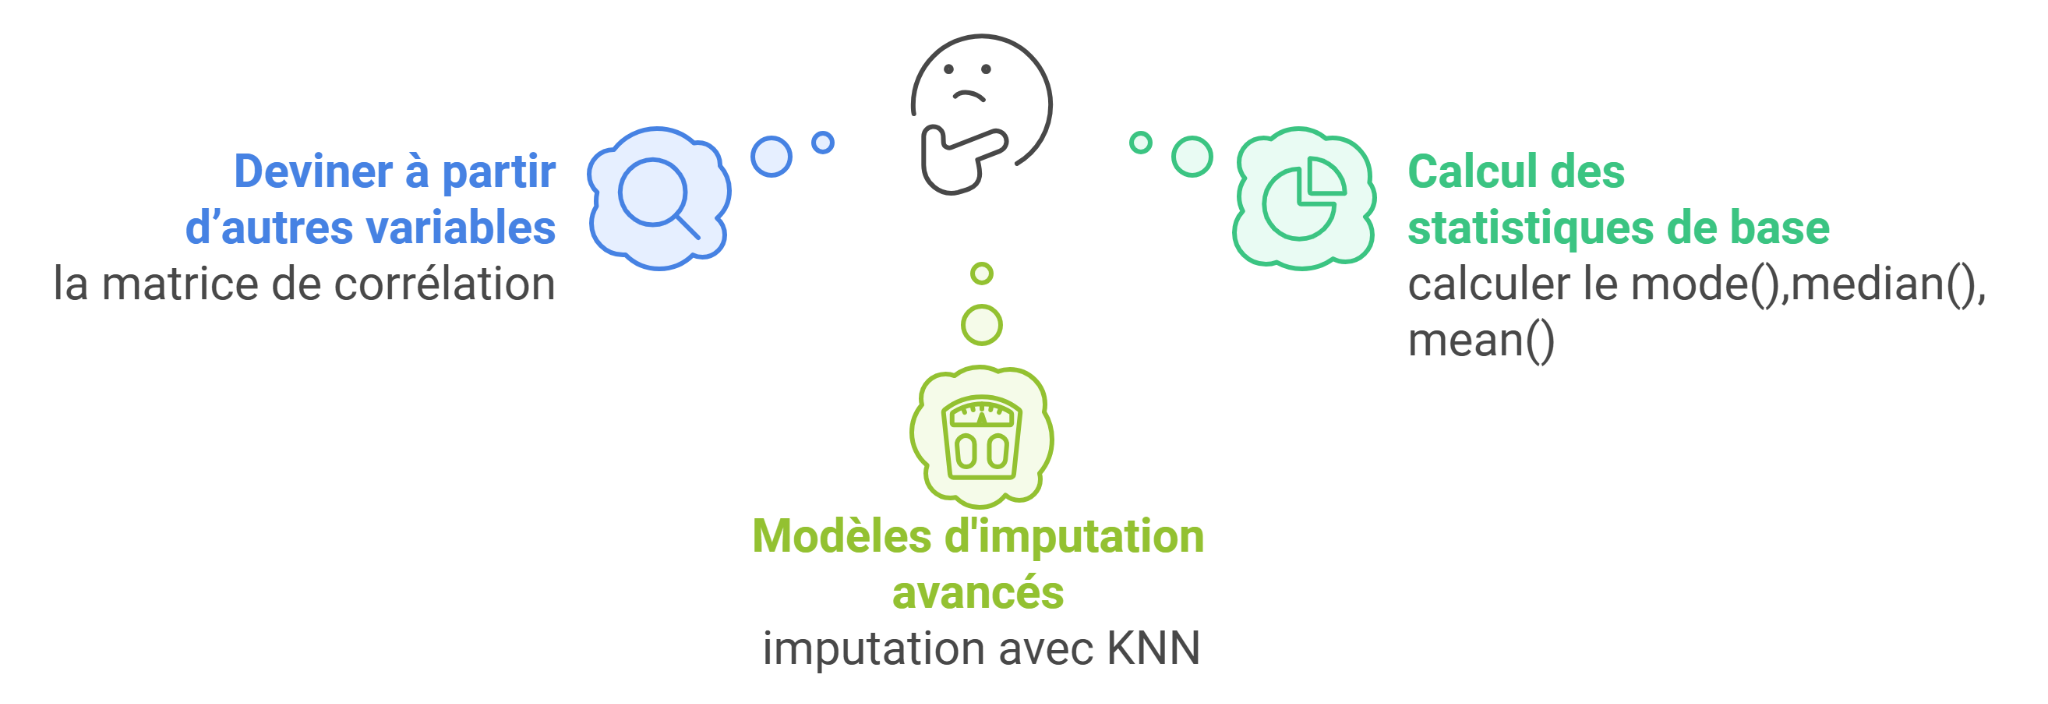 Deviner à partir
d’autres variables
la matrice de corrélation
Calcul des
statistiques de base
calculer le mode(),median(),
mean()
Modèles d'imputation
avancés
imputation avec KNN